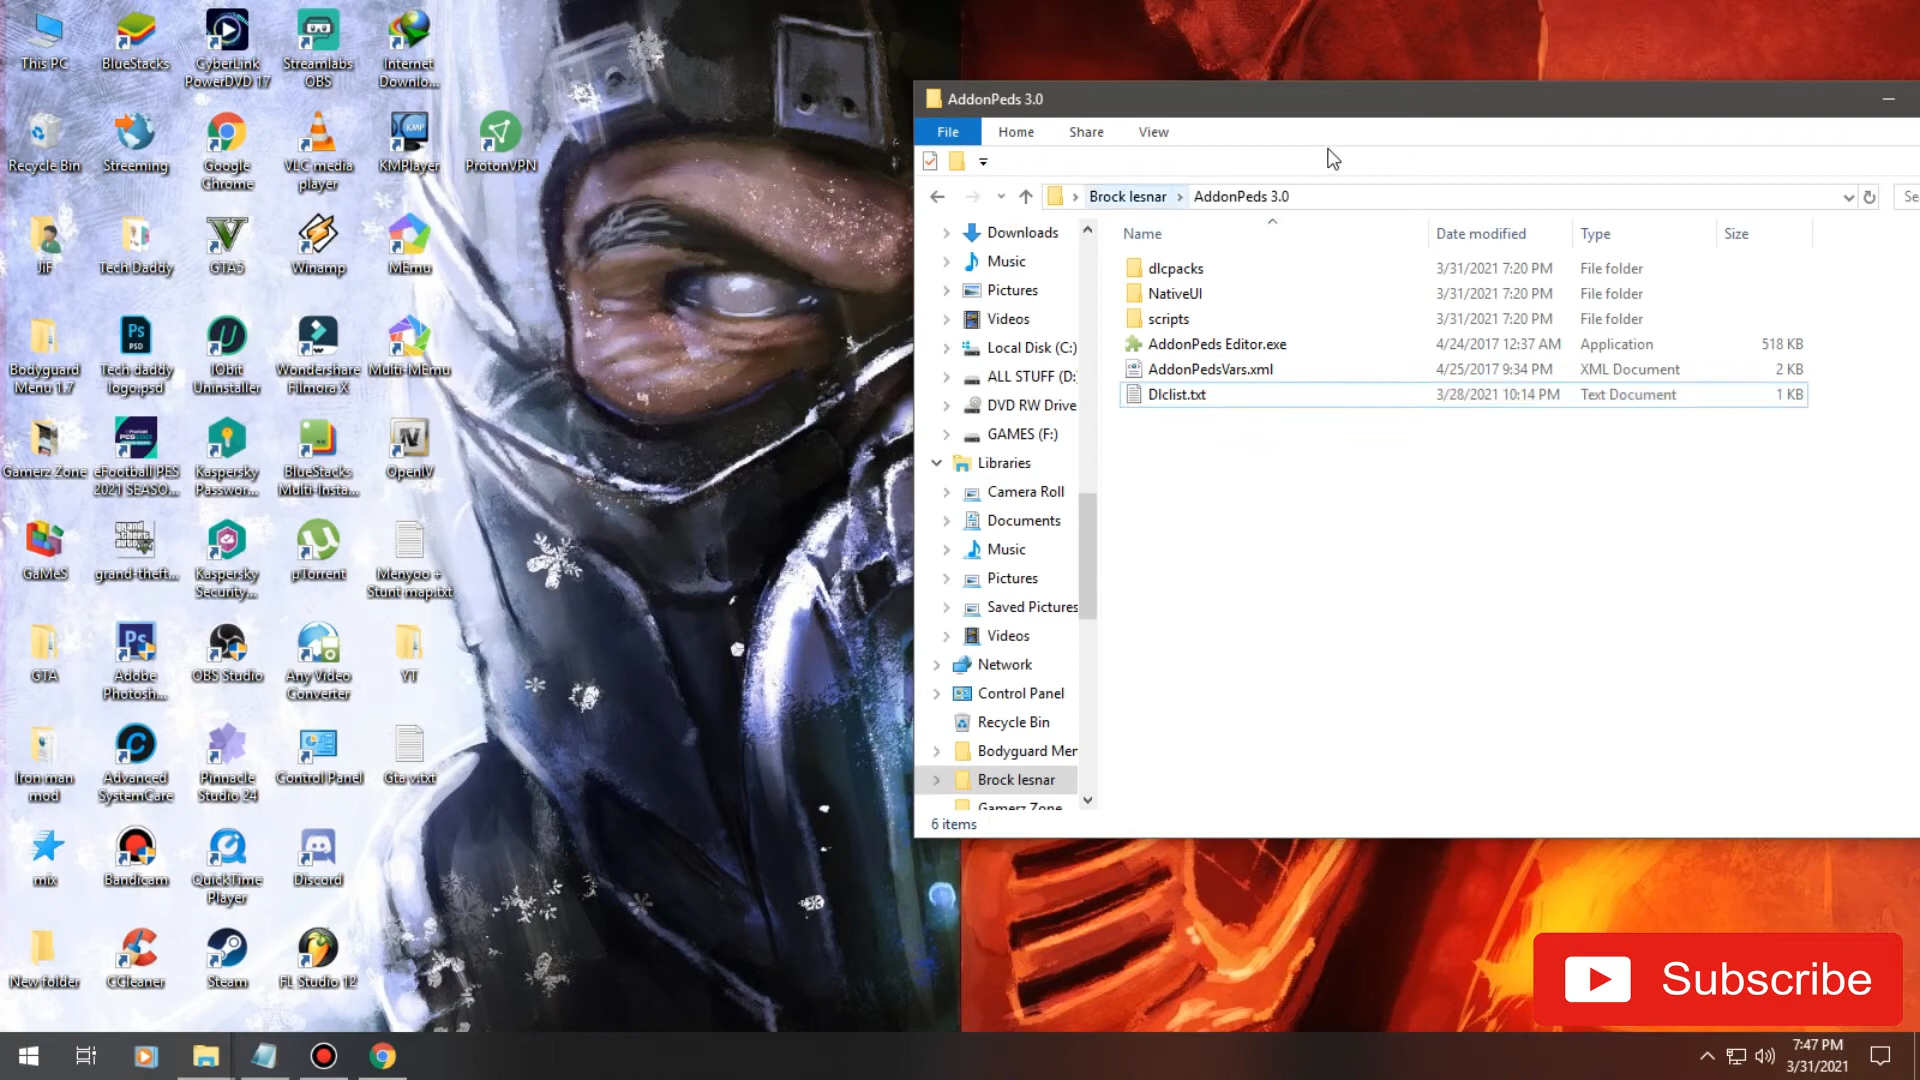 This PC
BlueStacks
CyberLink
PowerDVD 17
Streamlabs
OBS
Internet
Downlo...
Recycle Bin
Streeming
Google
Chrome
VLC media
player
KMPlayer
ProtonVPN
JiF
Tech Daddy
GTA5
Winamp
MEmu
Bodyguard
Menu 1.7
Tech daddy
logo.psd
IObit
Uninstaller
Wondershare
Filmora X
Multi-MEmu
Gamerz Zone
eFootball PES
2021 SEASO...
Kaspersky
Passwor...
BlueStacks
Multi-Insta...
OpenIV
GaMeS
grand-theft...
Kaspersky
Security...
µTorrent
Menyoo +
Stunt map.txt
GTA
Adobe
Photosh...
OBS Studio
Any Video
Converter
YT
Iron man
mod
Advanced
SystemCare
Pinnacle
Studio 24
Control Panel
Gta v.txt
mix
Bandicam
QuickTime
Player
Discord
New folder
CCleaner
Steam
FL Studio 12
AddonPeds 3.0
File
Home
Share
View
Brock lesnar
AddonPeds 3.0
Se
Downloads
Music
Pictures
Videos
Local Disk (C:)
ALL STUFF (D:)
DVD RW Drive
GAMES (F:)
Libraries
Camera Roll
Documents
Music
Pictures
Saved Pictures
Videos
Network
Control Panel
Recycle Bin
Bodyguard Mer
Brock lesnar
Gamerz Zone
Name Date modified Type Size
dlcpacks 3/31/2021 7:20 PM File folder
NativeUI 3/31/2021 7:20 PM File folder
scripts 3/31/2021 7:20 PM File folder
AddonPeds Editor.exe 4/24/2017 12:37 AM Application 518 KB
AddonPedsVars.xml 4/25/2017 9:34 PM XML Document 2 KB
Dlclist.txt 3/28/2021 10:14 PM Text Document 1 KB
6 items
Subscribe
7:47 PM
3/31/2021